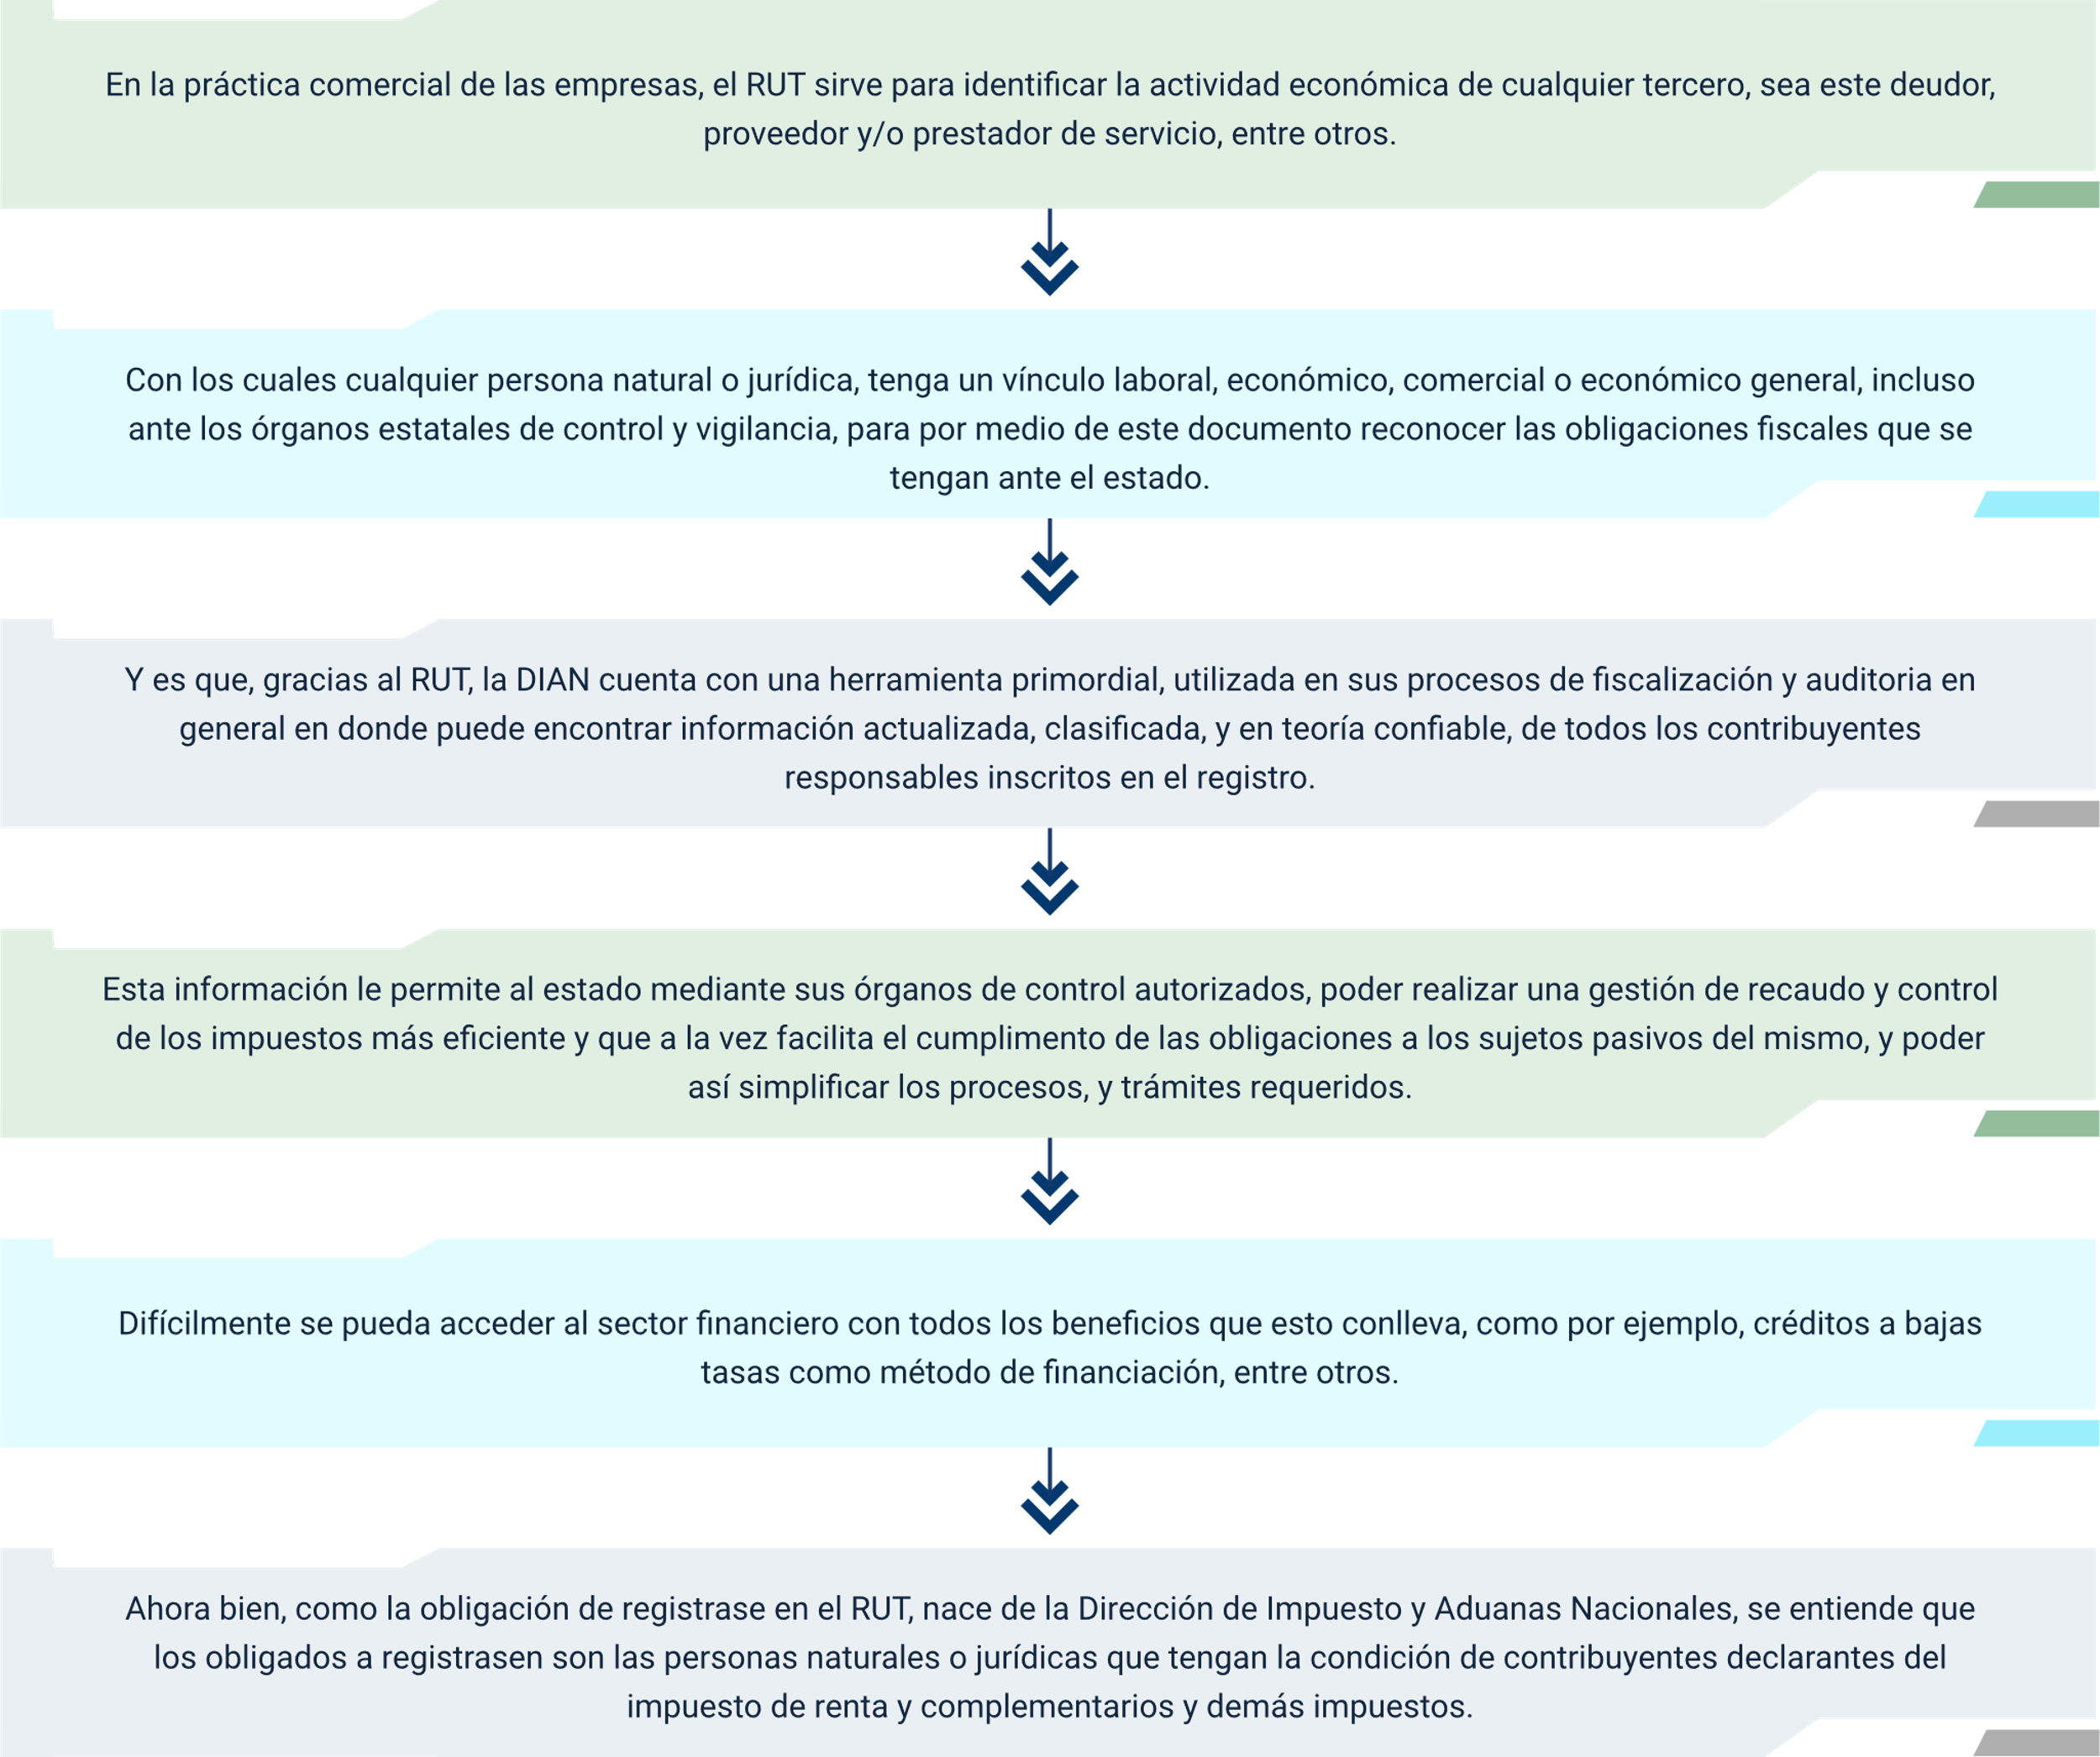 En la práctica comercial de las empresas, el RUT sirve para identificar la actividad económica de cualquier tercero, sea este deudor,
proveedor y/o prestador de servicio, entre otros.
Con los cuales cualquier persona natural o jurídica, tenga un vínculo laboral, económico, comercial o económico general, incluso
ante los órganos estatales de control y vigilancia, para por medio de este documento reconocer las obligaciones fiscales que se
tengan ante el estado.
Y es que, gracias al RUT, la DIAN cuenta con una herramienta primordial, utilizada en sus procesos de fiscalización y auditoria en
general en donde puede encontrar información actualizada, clasificada, y en teoría confiable, de todos los contribuyentes
responsables inscritos en el registro.
Esta información le permite al estado mediante sus órganos de control autorizados, poder realizar una gestión de recaudo y control
de los impuestos más eficiente y que a la vez facilita el cumplimento de las obligaciones a los sujetos pasivos del mismo, y poder
así simplificar los procesos, y trámites requeridos.
Difícilmente se pueda acceder al sector financiero con todos los beneficios que esto conlleva, como por ejemplo, créditos a bajas
tasas como método de financiación, entre otros.
Ahora bien, como la obligación de registrase en el RUT, nace de la Dirección de Impuesto y Aduanas Nacionales, se entiende que
los obligados a registrasen son las personas naturales o jurídicas que tengan la condición de contribuyentes declarantes del
impuesto de renta y complementarios y demás impuestos.